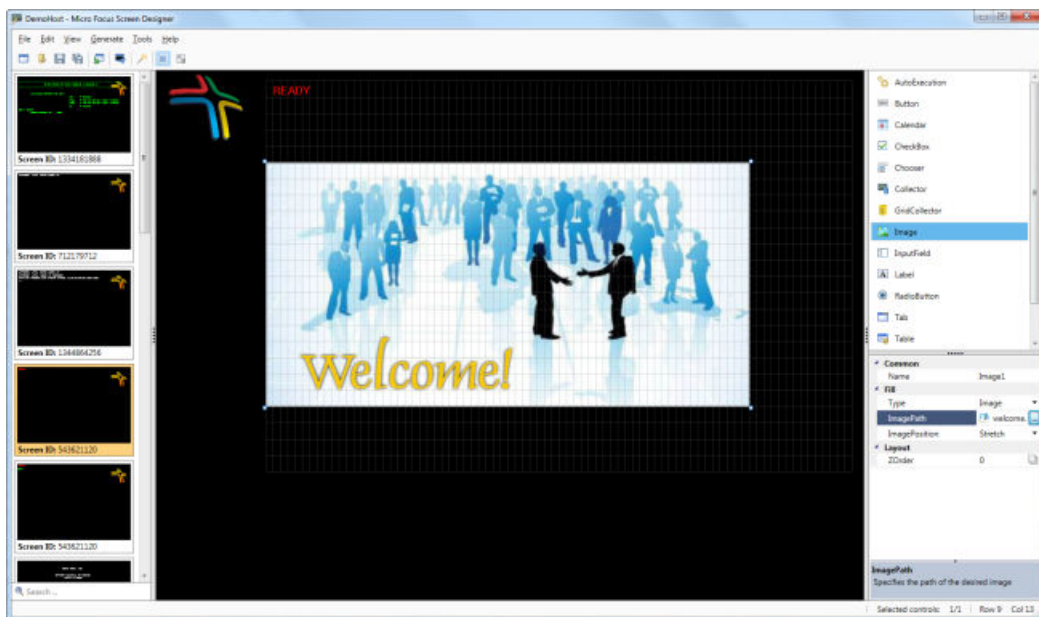 DemoHost - Micro Focus Screen Designer
File Edit View Generate Tools Help
Screen ID: 1334181888
Screen ID: 712179712
Screen ID: 1344864256
Screen ID: 543621120
Screen ID: 543621120
Search...
READY
Welcome!
AutoExecution
Button
Calendar
CheckBox
Chooser
Collector
GridCollector
Image
InputField
Label
RadioButton
Tab
Table
Common
Name Image1
Fill
Type Image
ImagePath welcome.
ImagePosition Stretch
Layout
ZOrder 0
ImagePath
Specifies the path of the desired image
Selected controls: 1/1 Row 9 Col 13